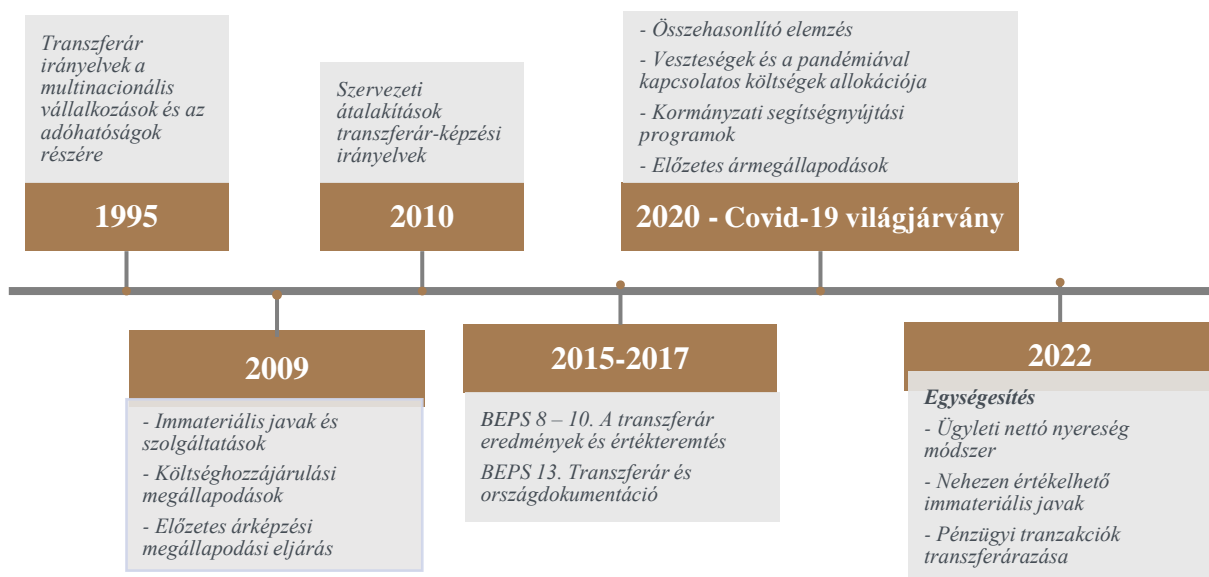 Transzferár
irányelvek a
multinacionális
vállalkozások és az
adóhatóságok
részére
1995
Szervezeti
átalakítások
transzferár-képzési
irányelvek
2010
- Összehasonlító elemzés
- Veszteségek és a pandémiával
kapcsolatos költségek allokációja
- Kormányzati segítségnyújtási
programok
- Előzetes ármegállapodások
2020 - Covid-19 világjárvány
2009
- Immateriális javak és
szolgáltatások
- Költséghozzájárulási
megállapodások
- Előzetes árképzési
megállapodási eljárás
2015-2017
BEPS 8 – 10. A transzferár
eredmények és értékteremtés
BEPS 13. Transzferár és
országdokumentáció
2022
Egységesítés
- Ügyleti nettó nyereség
módszer
- Nehezen értékelhető
immateriális javak
- Pénzügyi tranzakciók
transzferárazása